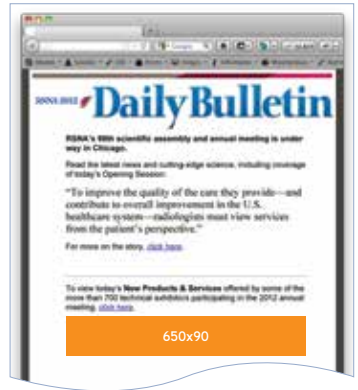 RSNA 2012 Daily Bulletin
RSNA's 98th scientific assembly and annual meeting is under
way in Chicago.
Read the latest news and cutting-edge science, including coverage
of today's Opening Session:
“To improve the quality of the care they provide—and
contribute to overall improvement in the U.S.
healthcare system—radiologists must view services
from the patient’s perspective.”
For more on the story, click here.
To view today's New Products & Services offered by some of the
more than 700 technical exhibitors participating in the 2012 annual
meeting, click here.
650x90